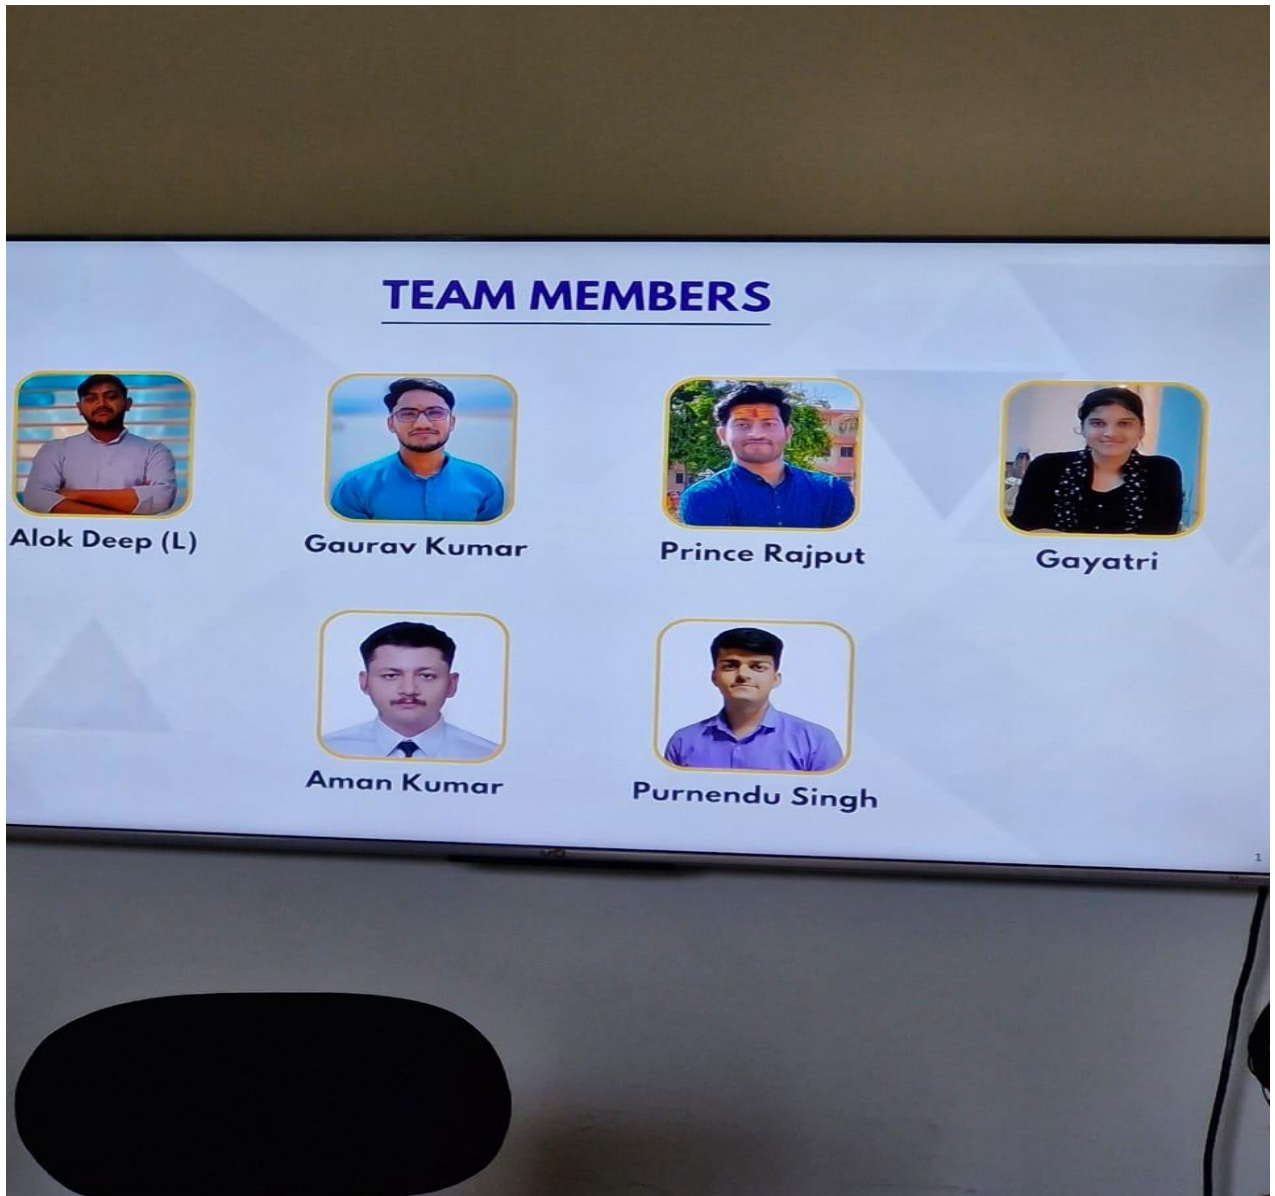 TEAM MEMBERS
Alok Deep (L)
Gaurav Kumar
Prince Rajput
Gayatri
Aman Kumar
Purnendu Singh
1